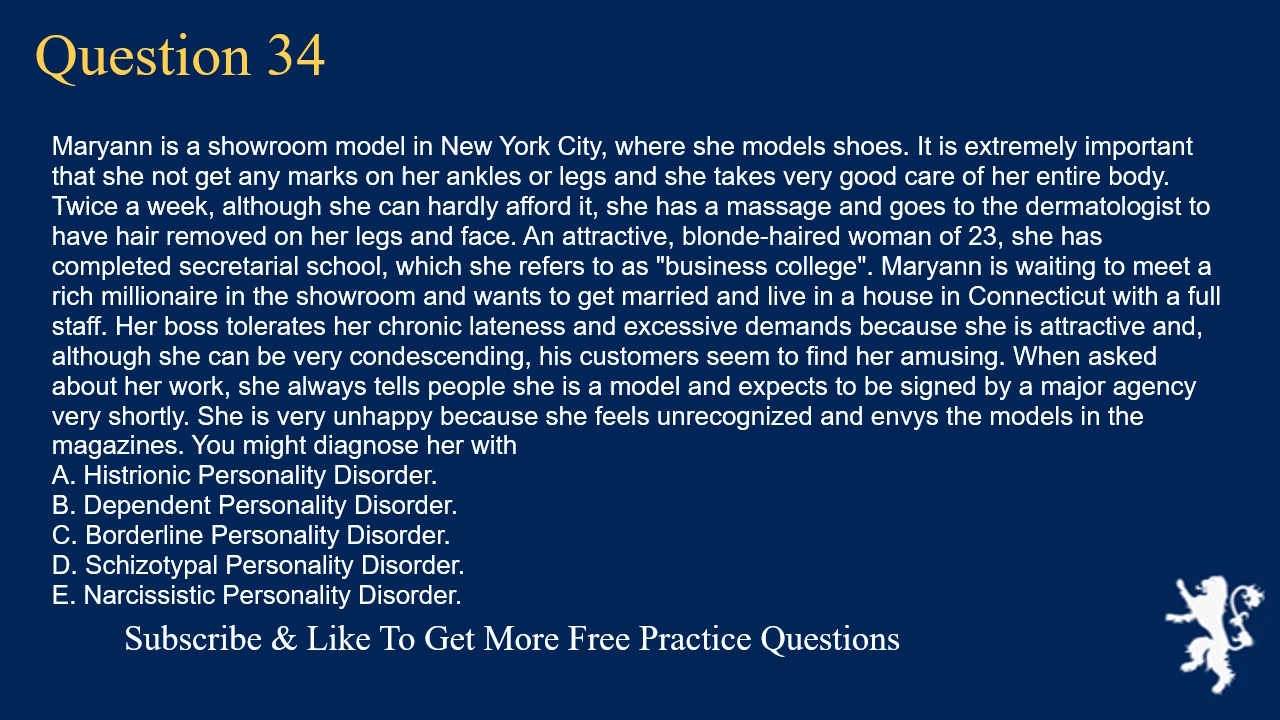 Question 34
Maryann is a showroom model in New York City, where she models shoes. It is extremely important
that she not get any marks on her ankles or legs and she takes very good care of her entire body.
Twice a week, although she can hardly afford it, she has a massage and goes to the dermatologist to
have hair removed on her legs and face. An attractive, blonde-haired woman of 23, she has
completed secretarial school, which she refers to as "business college". Maryann is waiting to meet a
rich millionaire in the showroom and wants to get married and live in a house in Connecticut with a full
staff. Her boss tolerates her chronic lateness and excessive demands because she is attractive and,
although she can be very condescending, his customers seem to find her amusing. When asked
about her work, she always tells people she is a model and expects to be signed by a major agency
very shortly. She is very unhappy because she feels unrecognized and envys the models in the
magazines. You might diagnose her with
A. Histrionic Personality Disorder.
B. Dependent Personality Disorder.
C. Borderline Personality Disorder.
D. Schizotypal Personality Disorder.
E. Narcissistic Personality Disorder.
Subscribe & Like To Get More Free Practice Questions